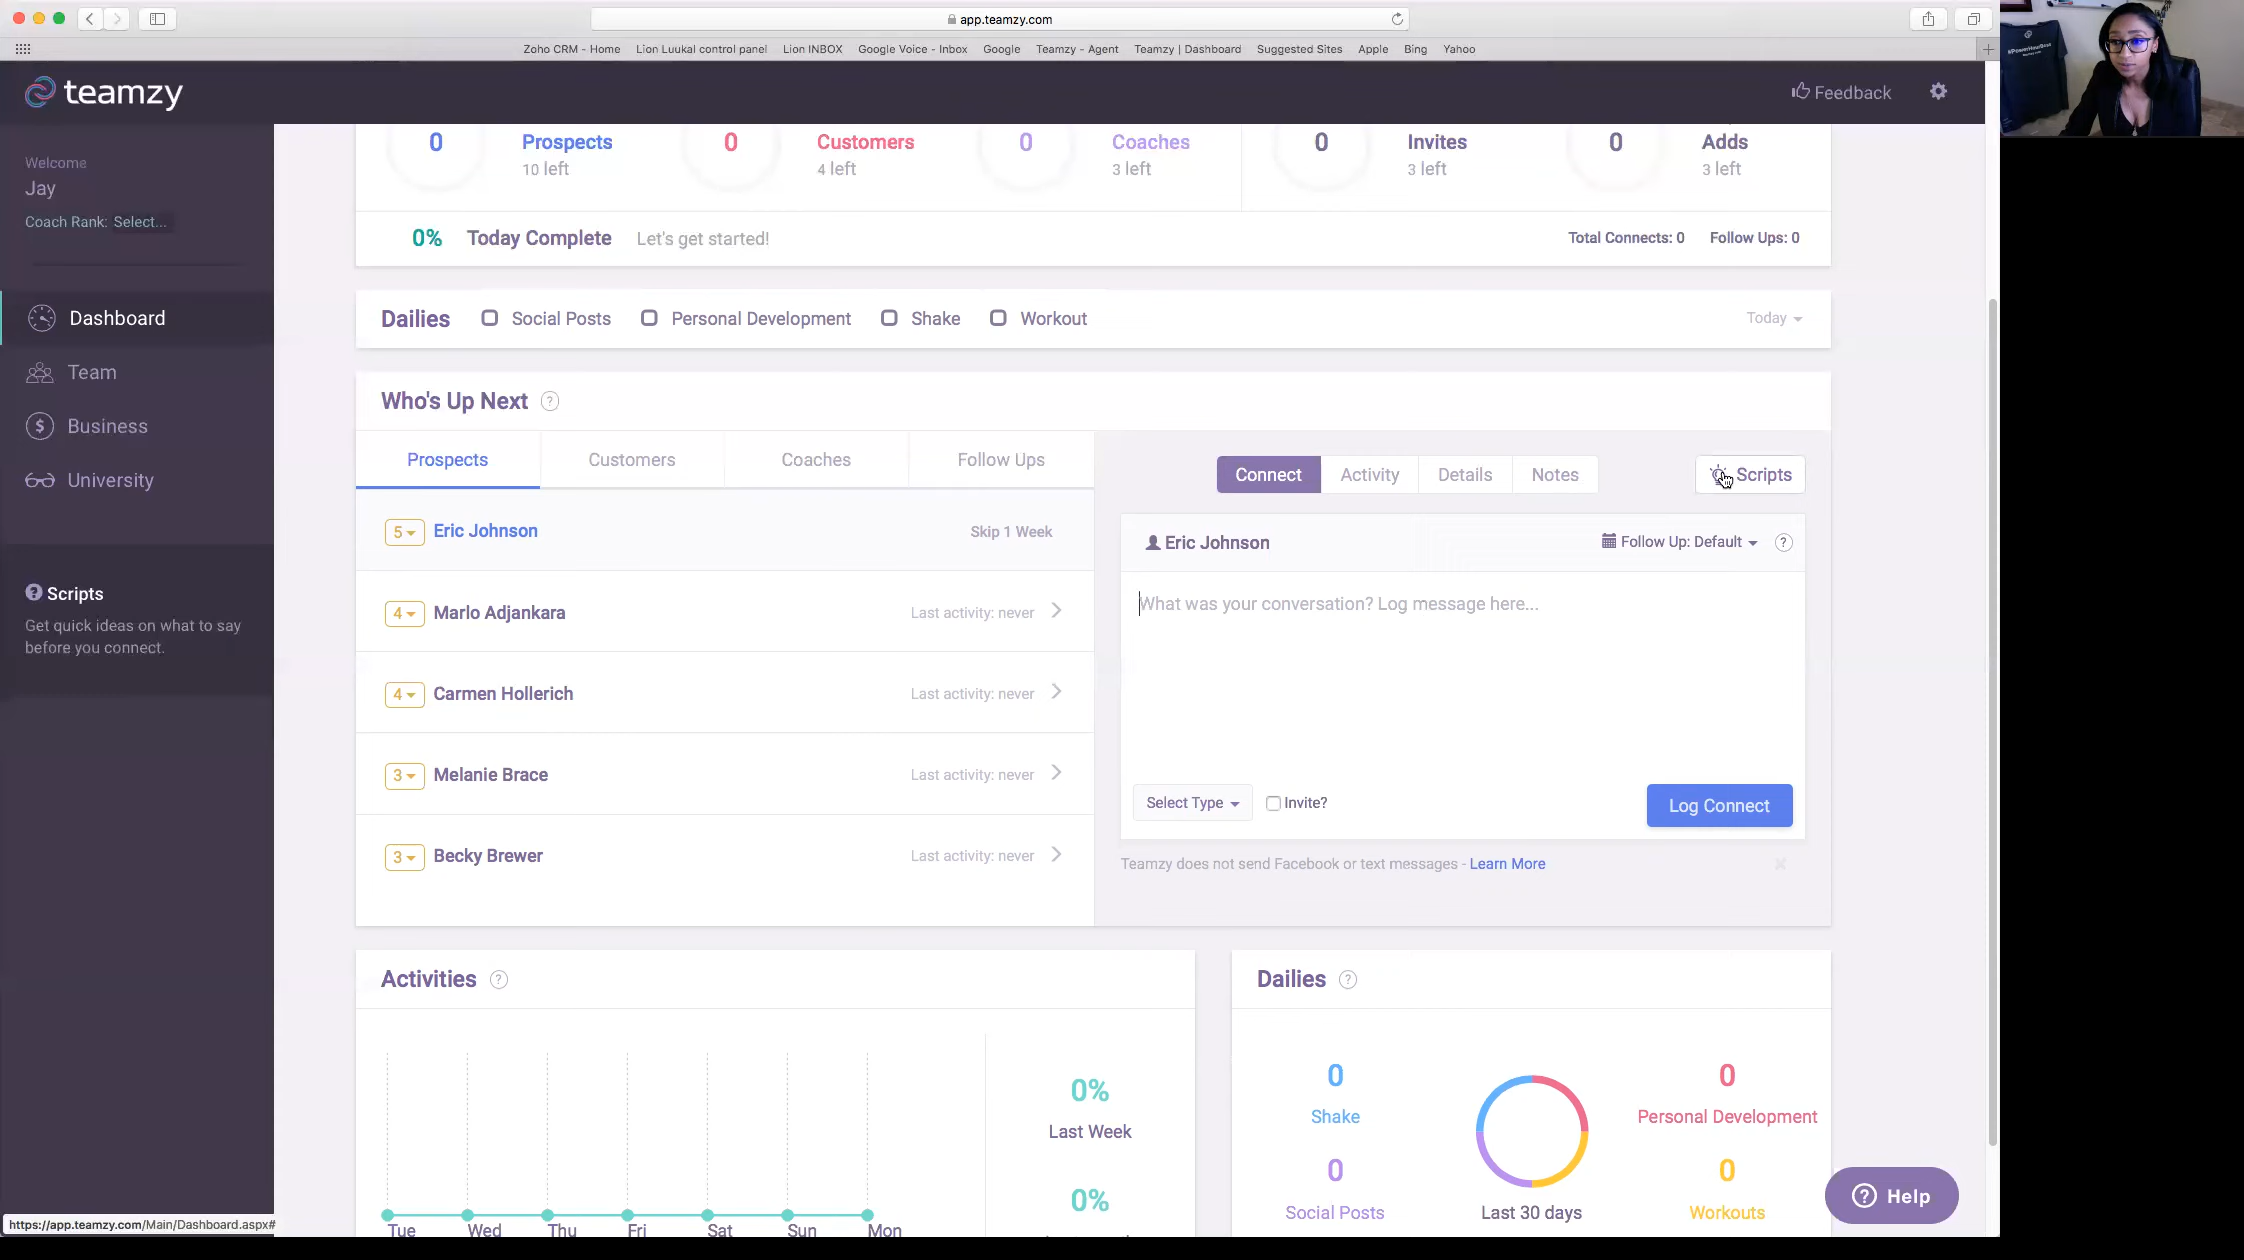 app.teamzy.com
Zoho CRM - Home Lion Luukal control panel Lion INBOX Google Voice - Inbox Google Teamzy - Agent Teamzy | Dashboard Suggested Sites Apple Bing Yahoo
teamzy
Feedback
Welcome
Jay
Coach Rank: Select...
Dashboard
Team
Business
University
Scripts
Get quick ideas on what to say
before you connect.
0 Prospects 0 Customers 0 Coaches 0 Invites 0 Adds
10 left 4 left 3 left 3 left 3 left
0% Today Complete Let's get started! Total Connects: 0 Follow Ups: 0
Dailies Social Posts Personal Development Shake Workout Today
Who's Up Next ?
Prospects Customers Coaches Follow Ups
5 Eric Johnson Skip 1 Week
4 Marlo Adjankara Last activity: never
4 Carmen Hollerich Last activity: never
3 Melanie Brace Last activity: never
3 Becky Brewer Last activity: never
Connect Activity Details Notes Scripts
Eric Johnson Follow Up: Default ?
What was your conversation? Log message here...
Select Type Invite? Log Connect
Teamzy does not send Facebook or text messages - Learn More
Activities ?
0%
Last Week
0%
Tue Wed Thu Fri Sat Sun Mon
Dailies ?
0 Shake
0 Personal Development
0 Social Posts
Last 30 days
0 Workouts
? Help
https://app.teamzy.com/Main/Dashboard.aspx#